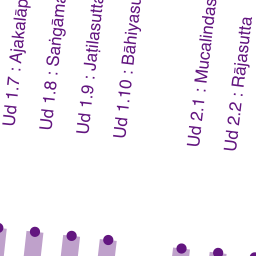 Ud 1.7 : Ajakalāp
Ud 1.8 : Saṅgāma
Ud 1.9 : Jaṭilasutta
Ud 1.10 : Bāhiyasu
Ud 2.1 : Mucalindas
Ud 2.2 : Rājasutta